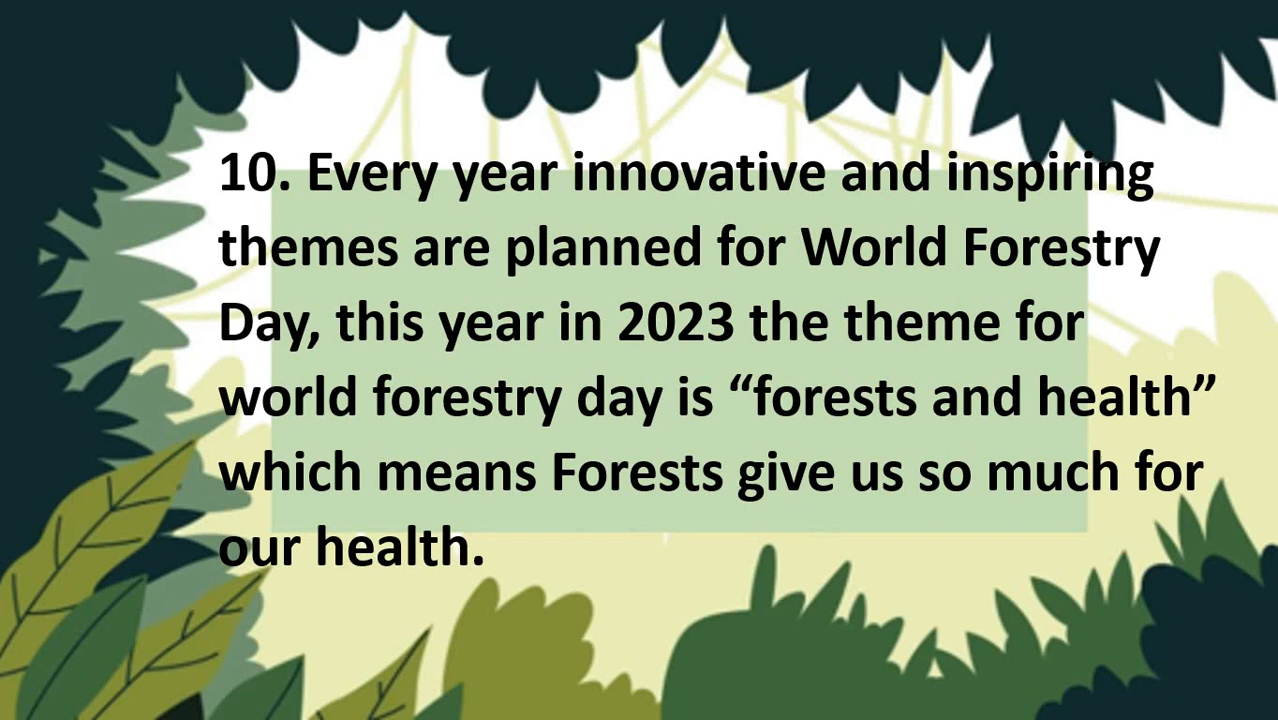 10. Every year innovative and inspiring
themes are planned for World Forestry
Day, this year in 2023 the theme for
world forestry day is “forests and health”
which means Forests give us so much for
our health.